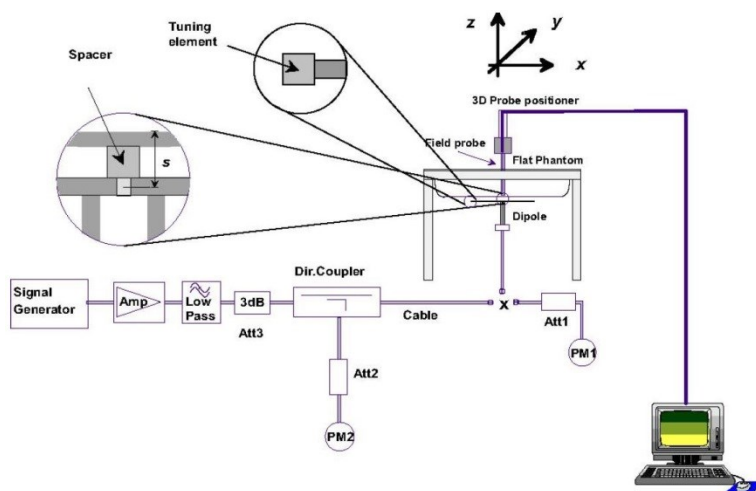 Tuning
element
Spacer
s
z
y
x
3D Probe positioner
Field probe
Flat Phantom
Dipole
Signal
Generator
Amp
Low
Pass
3dB
Att3
Dir.Coupler
Cable
x
Att1
PM1
Att2
PM2